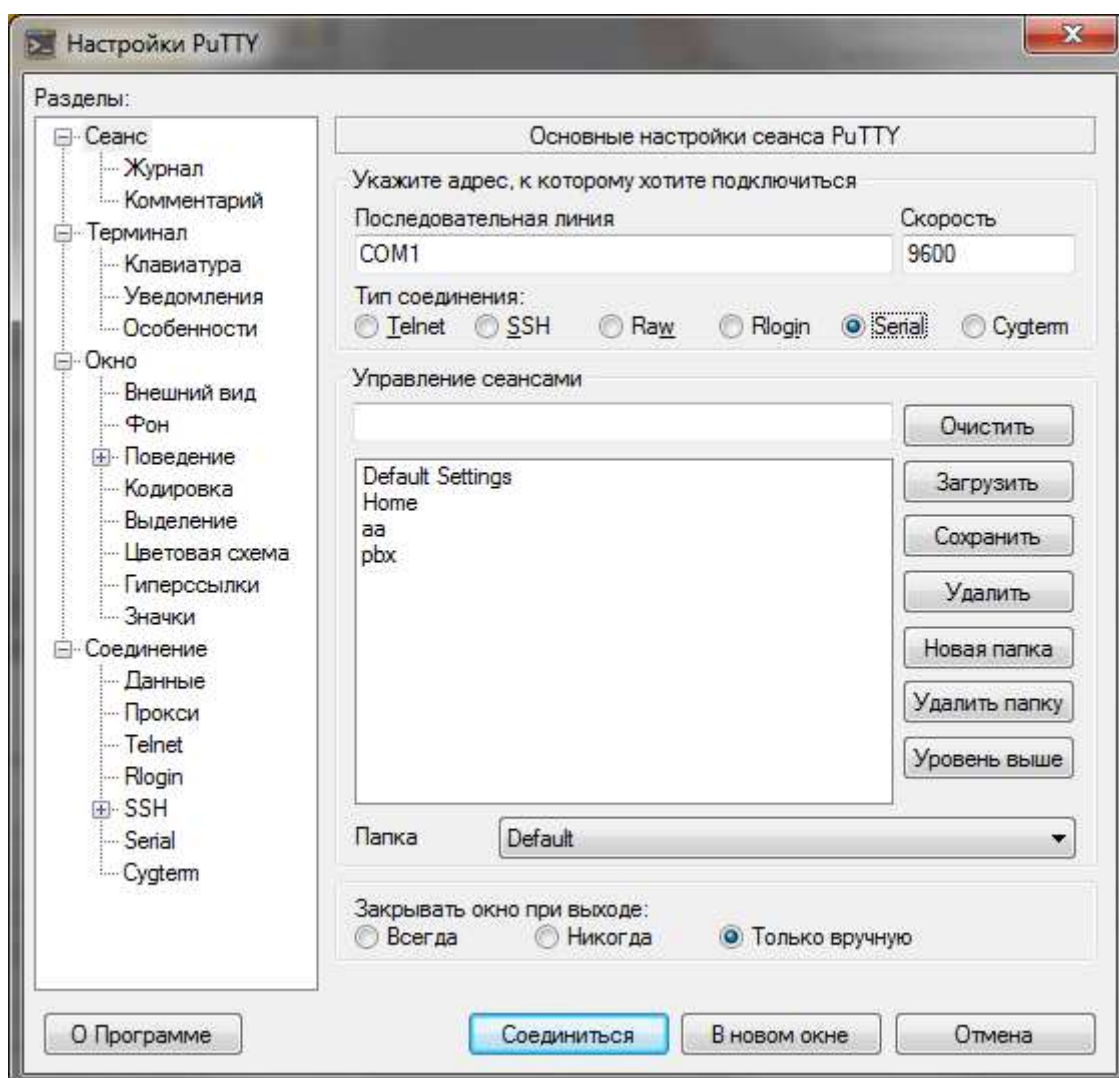 Настройки PuTTY
Разделы:
Сеанс
Журнал
Комментарий
Терминал
Клавиатура
Уведомления
Особенности
Окно
Внешний вид
Фон
Поведение
Кодировка
Выделение
Цветовая схема
Гиперссылки
Значки
Соединение
Данные
Прокси
Telnet
Rlogin
SSH
Serial
Cygterm
Основные настройки сеанса PuTTY
Укажите адрес, к которому хотите подключиться
Последовательная линия Скорость
COM1 9600
Тип соединения:
Telnet SSH Raw Rlogin Serial Cygterm
Управление сеансами
Очистить
Default Settings
Home
aa
pbx
Загрузить
Сохранить
Удалить
Новая папка
Удалить папку
Уровень выше
Папка Default
Закрывать окно при выходе:
Всегда Никогда Только вручную
О Программе Соединиться В новом окне Отмена